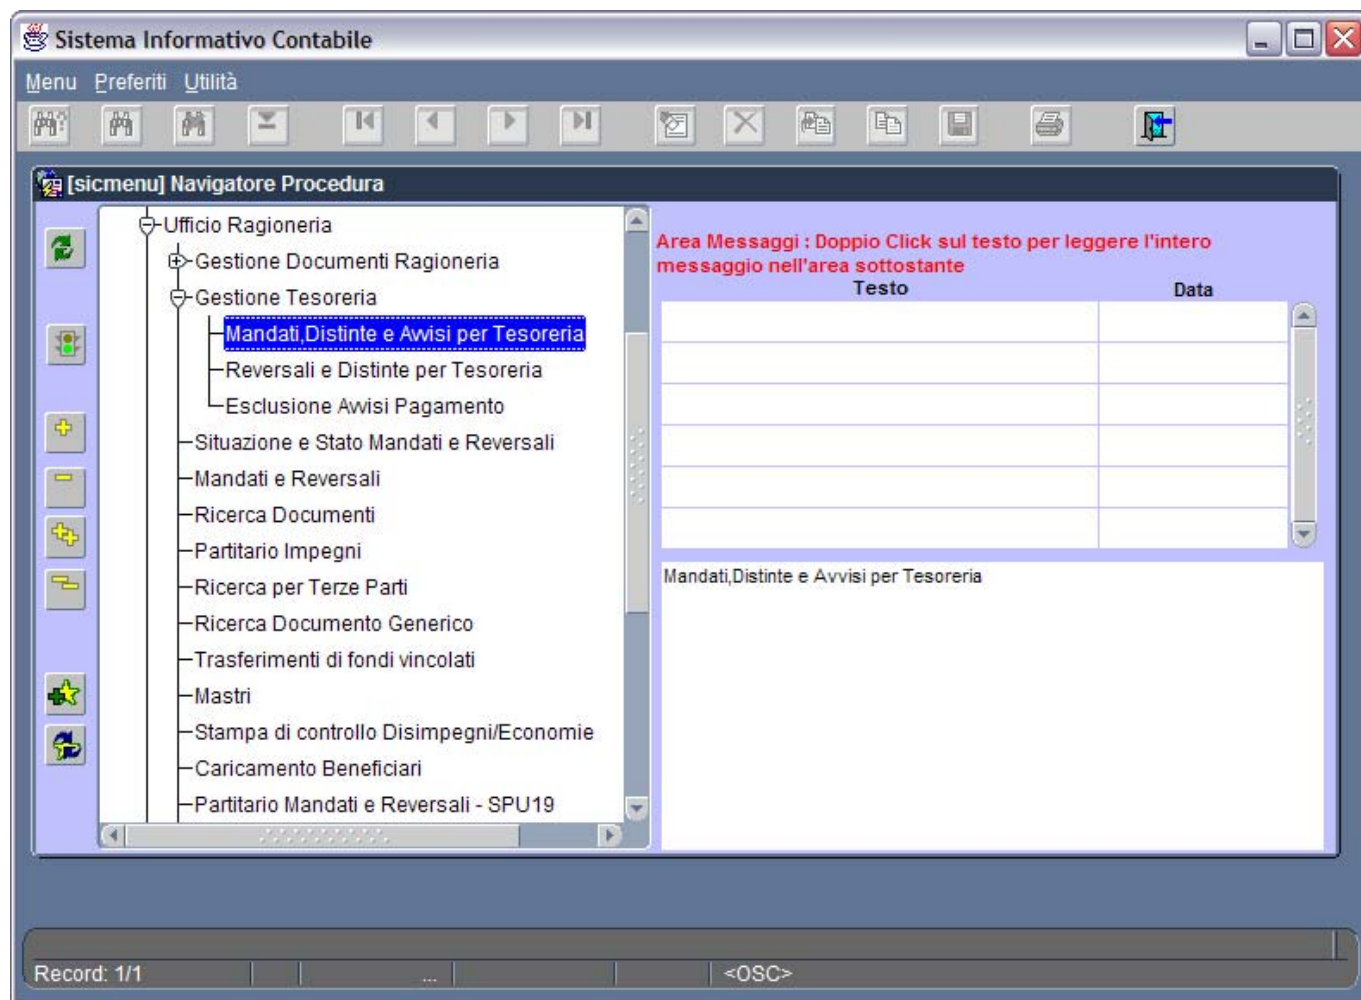 Sistema Informativo Contabile
Menu Preferiti Utilità
[sicmenu] Navigatore Procedura
Ufficio Ragioneria
Gestione Documenti Ragioneria
Gestione Tesoreria
Mandati,Distinte e Avvisi per Tesoreria
Reversali e Distinte per Tesoreria
Esclusione Avvisi Pagamento
Situazione e Stato Mandati e Reversali
Mandati e Reversali
Ricerca Documenti
Partitario Impegni
Ricerca per Terze Parti
Ricerca Documento Generico
Trasferimenti di fondi vincolati
Mastri
Stampa di controllo Disimpegni/Economie
Caricamento Beneficiari
Partitario Mandati e Reversali - SPU19
Area Messaggi : Doppio Click sul testo per leggere l'intero
messaggio nell'area sottostante
Testo Data
Mandati,Distinte e Avvisi per Tesoreria
Record: 1/1 ... <OSC>